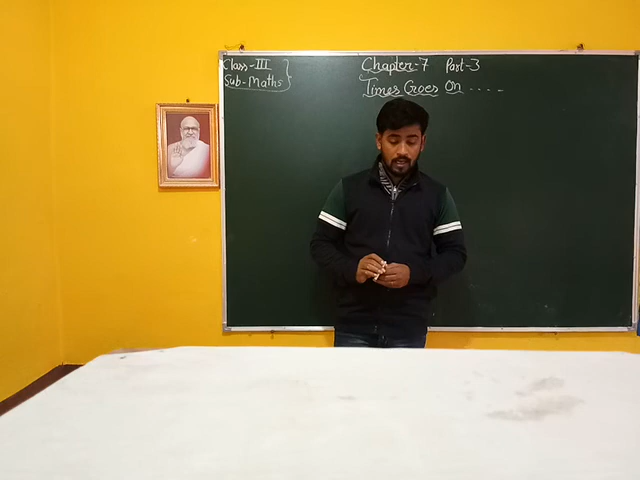 Class-III
Sub-Maths
Chapter-7 Part-3
Times Goes On ....